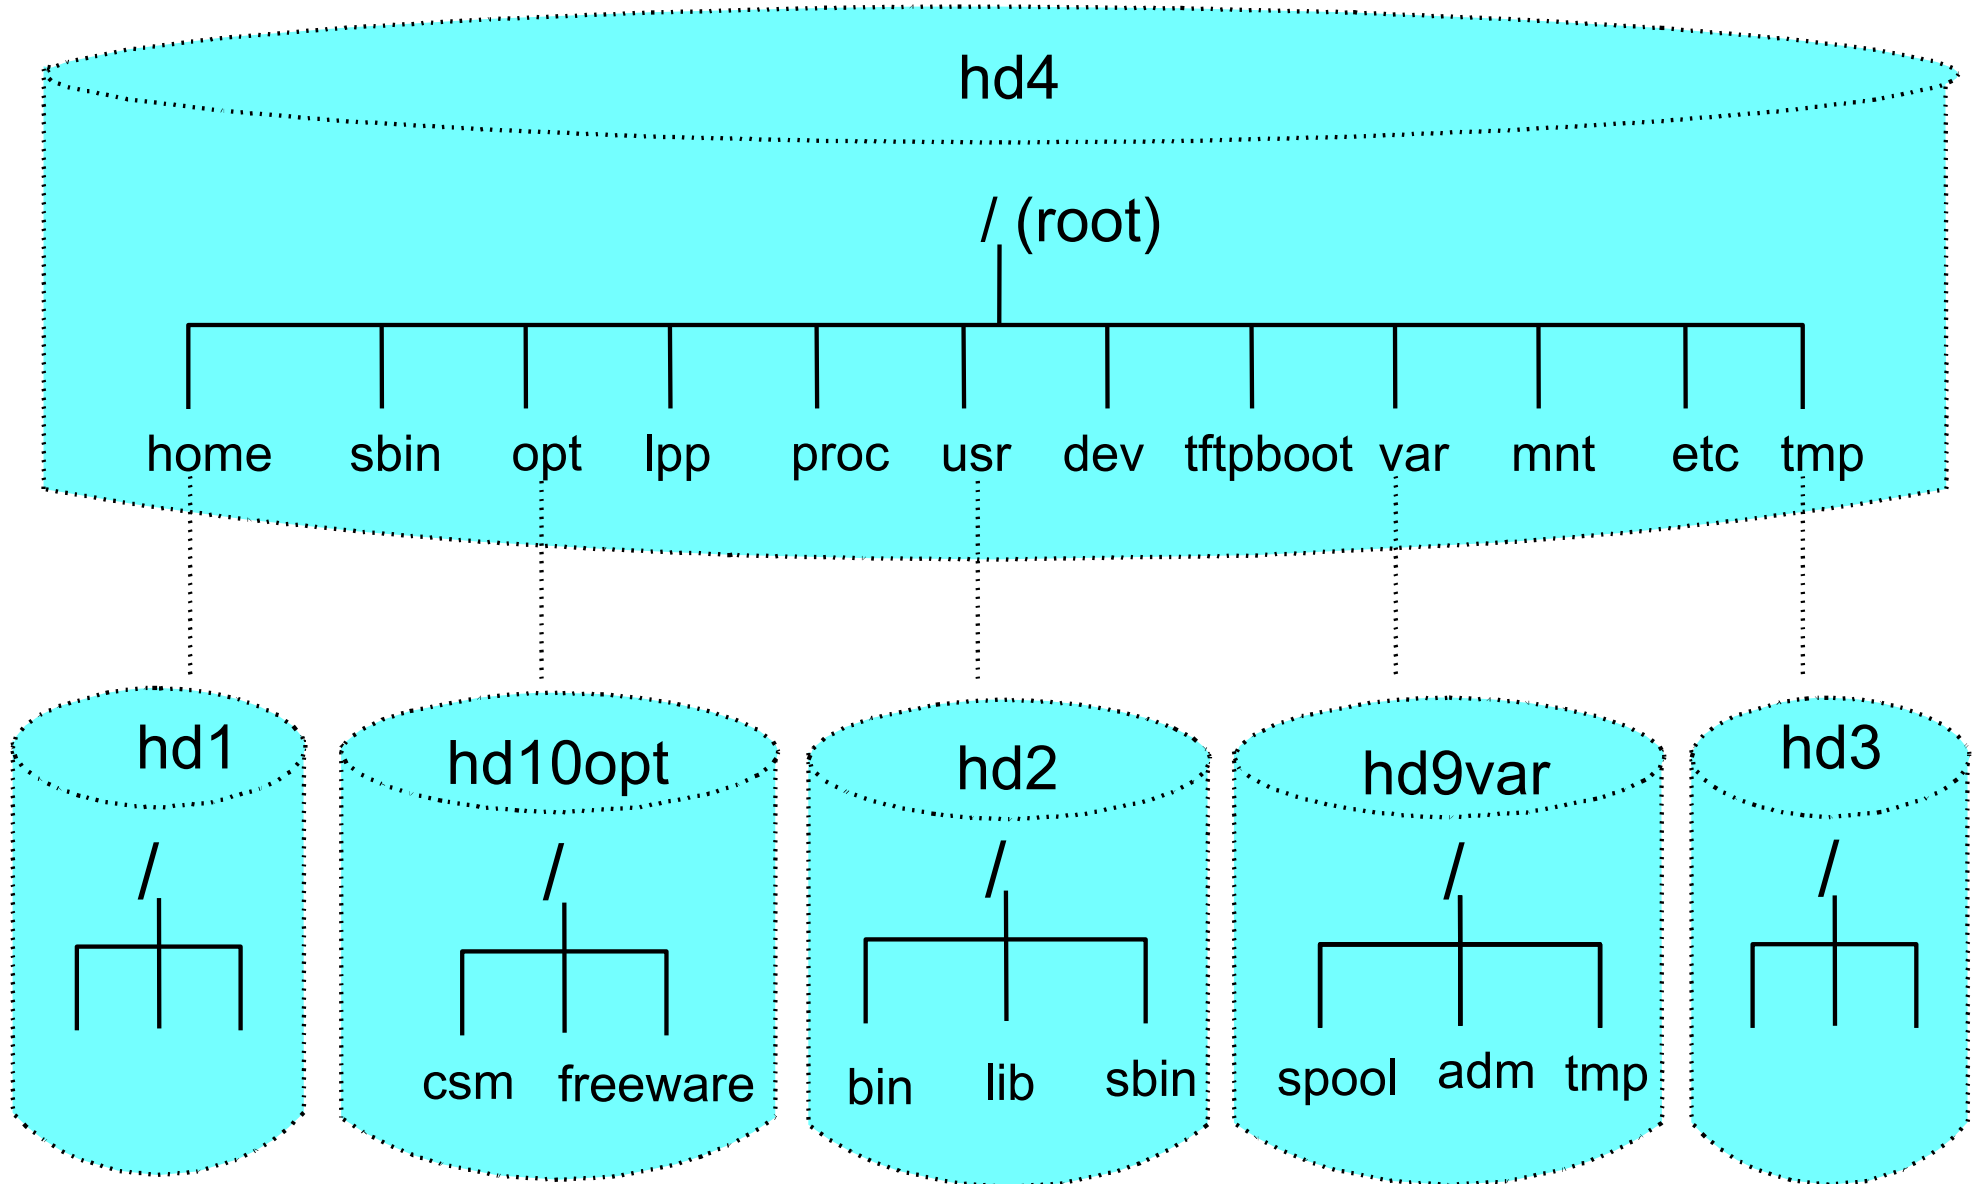 hd4
/ (root)
home sbin opt lpp proc usr dev tftpboot var mnt etc tmp
hd1 hd10opt hd2 hd9var hd3
/ / / / /
csm freeware bin lib sbin spool adm tmp